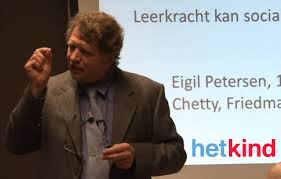 Leerkracht kan socia
Eigil Petersen, 1
Chetty, Friedma
hetkind